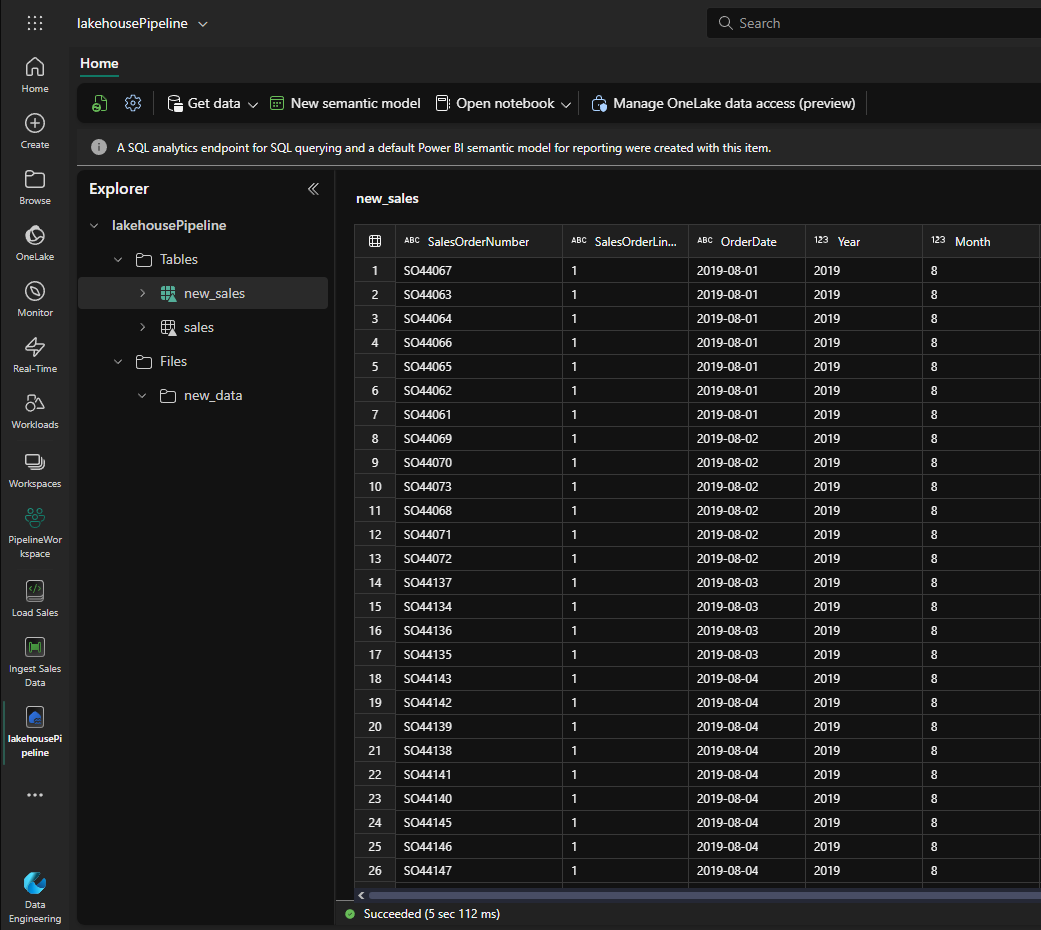 lakehousePipeline
Search
Home
Create
Browse
OneLake
Monitor
Real-Time
Workloads
Workspaces
PipelineWor
kspace
Load Sales
Ingest Sales
Data
lakehousePi
peline
Data
Engineering
Home
Get data New semantic model Open notebook Manage OneLake data access (preview)
A SQL analytics endpoint for SQL querying and a default Power BI semantic model for reporting were created with this item.
Explorer
lakehousePipeline
Tables
new_sales
sales
Files
new_data
new_sales
ABC SalesOrderNumber ABC SalesOrderLin... ABC OrderDate 123 Year 123 Month
1 SO44067 1 2019-08-01 2019 8
2 SO44063 1 2019-08-01 2019 8
3 SO44064 1 2019-08-01 2019 8
4 SO44066 1 2019-08-01 2019 8
5 SO44065 1 2019-08-01 2019 8
6 SO44062 1 2019-08-01 2019 8
7 SO44061 1 2019-08-01 2019 8
8 SO44069 1 2019-08-02 2019 8
9 SO44070 1 2019-08-02 2019 8
10 SO44073 1 2019-08-02 2019 8
11 SO44068 1 2019-08-02 2019 8
12 SO44071 1 2019-08-02 2019 8
13 SO44072 1 2019-08-02 2019 8
14 SO44137 1 2019-08-03 2019 8
15 SO44134 1 2019-08-03 2019 8
16 SO44136 1 2019-08-03 2019 8
17 SO44135 1 2019-08-03 2019 8
18 SO44143 1 2019-08-04 2019 8
19 SO44142 1 2019-08-04 2019 8
20 SO44139 1 2019-08-04 2019 8
21 SO44138 1 2019-08-04 2019 8
22 SO44141 1 2019-08-04 2019 8
23 SO44140 1 2019-08-04 2019 8
24 SO44145 1 2019-08-04 2019 8
25 SO44146 1 2019-08-04 2019 8
26 SO44147 1 2019-08-04 2019 8
Succeeded (5 sec 112 ms)